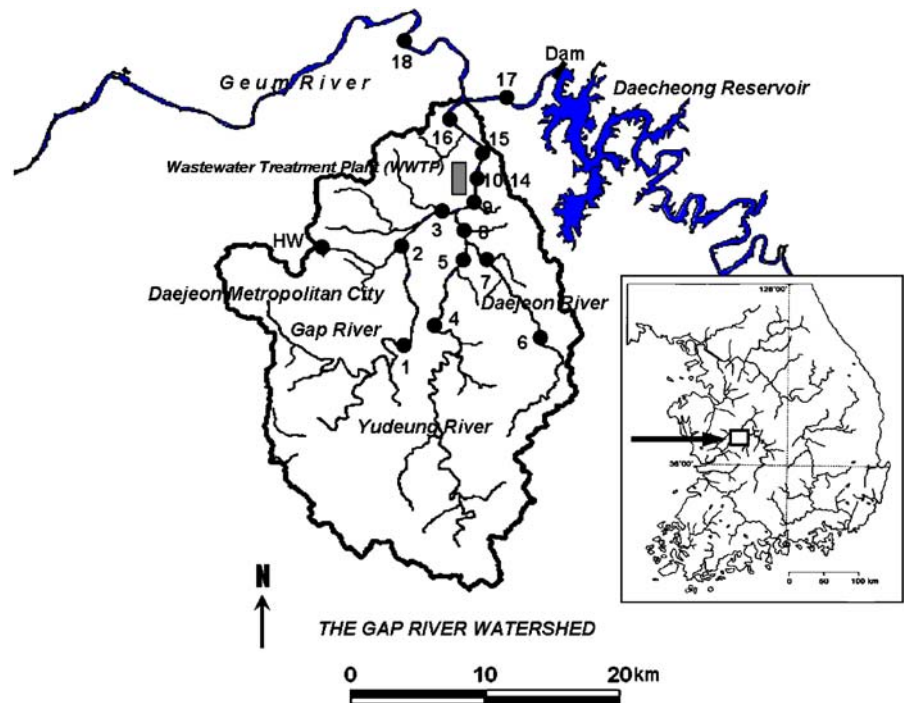 18
Dam
17
Geum River
Daecheong Reservoir
16
15
Wastewater Treatment Plant (WWTP)
10 14
9
3
8
HW
2
5
7
Daejeon Metropolitan City
Daejeon River
Gap River
4
6
1
Yudeung River
128°00'
36°00'
0 50 100 km
N
THE GAP RIVER WATERSHED
0 10 20km